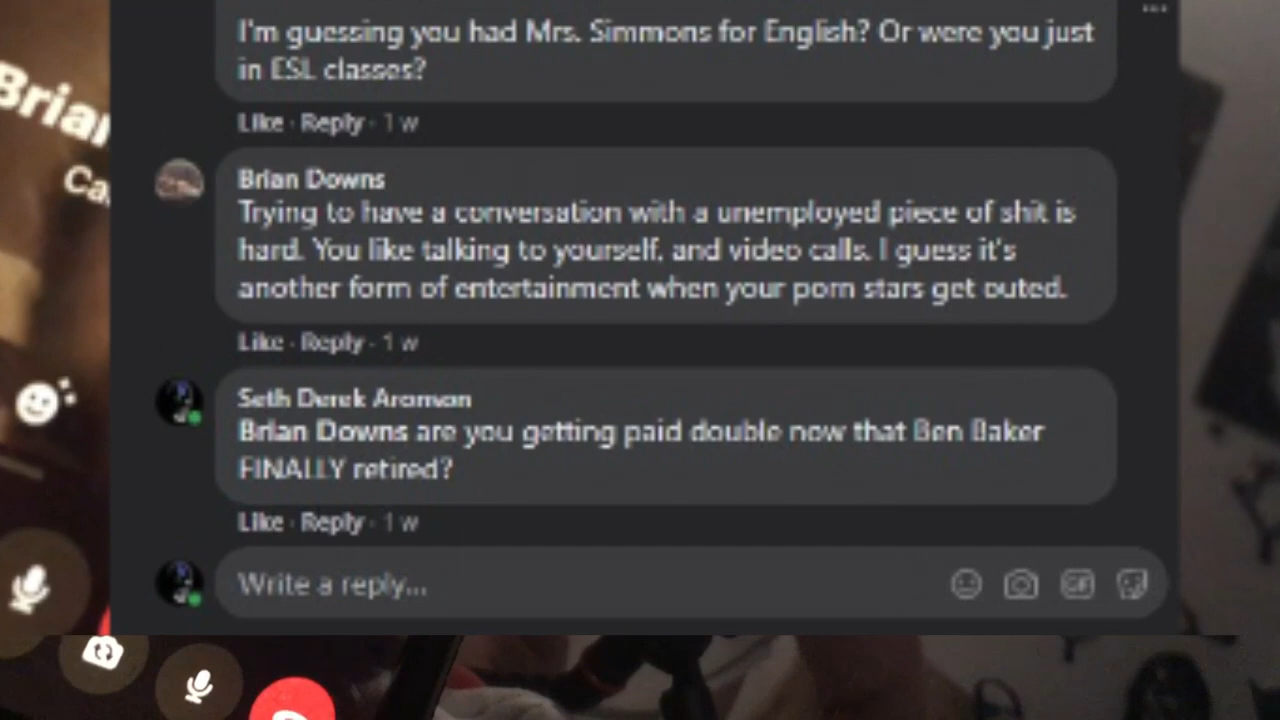 I'm guessing you had Mrs. Simmons for English? Or were you just
in ESL classes?
Like · Reply · 1 w
Brian Downs
Trying to have a conversation with a unemployed piece of shit is
hard. You like talking to yourself, and video calls. I guess it's
another form of entertainment when your porn stars get outed.
Like · Reply · 1 w
Seth Derek Aronson
Brian Downs are you getting paid double now that Ben Baker
FINALLY retired?
Like · Reply · 1 w
Write a reply...
GIF
Brian
Ca